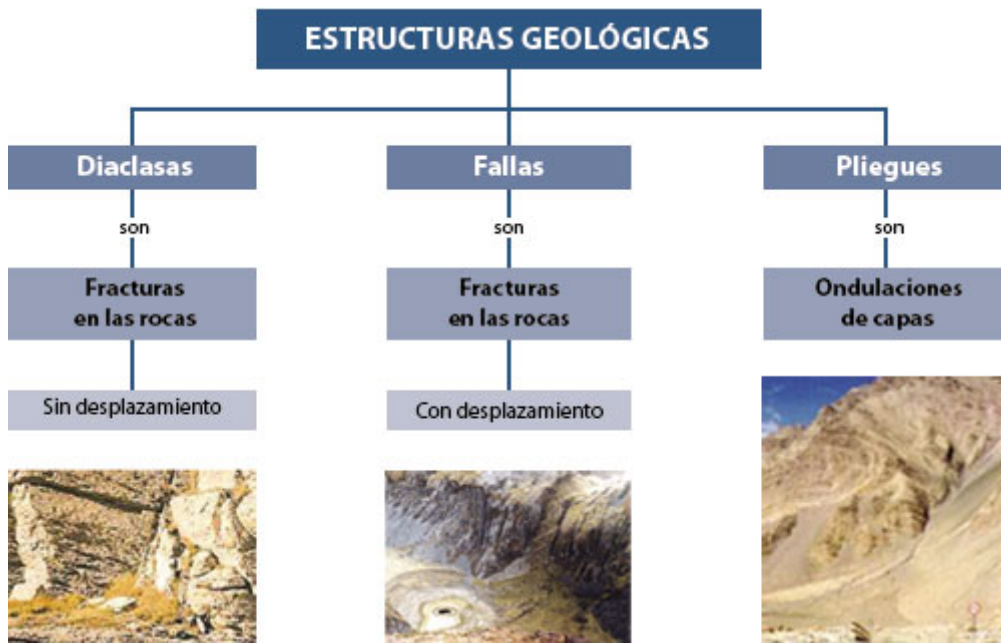 ESTRUCTURAS GEOLÓGICAS
Diaclasas
son
Fracturas
en las rocas
Sin desplazamiento
Fallas
son
Fracturas
en las rocas
Con desplazamiento
Pliegues
son
Ondulaciones
de capas